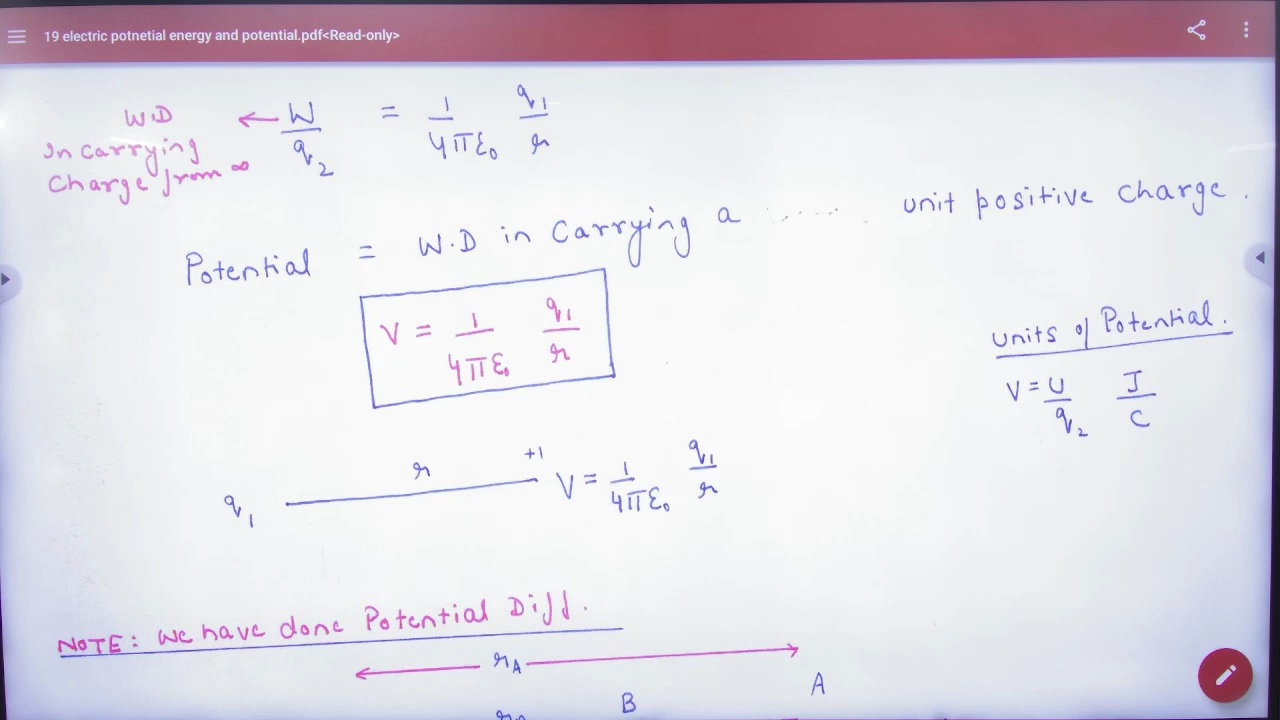 19 electric potnetial energy and potential.pdf<Read-only>
W.D ← W/q₂ = 1/4πε₀ q₁/r
In carrying
Charge from ∞
Potential = W.D in Carrying a ........ unit positive Charge.
V = 1/4πε₀ q₁/r
Units of Potential.
V = U/q₂ J/C
q₁ r +1 V = 1/4πε₀ q₁/r
NOTE: We have done Potential Diff.
r_A
A
B